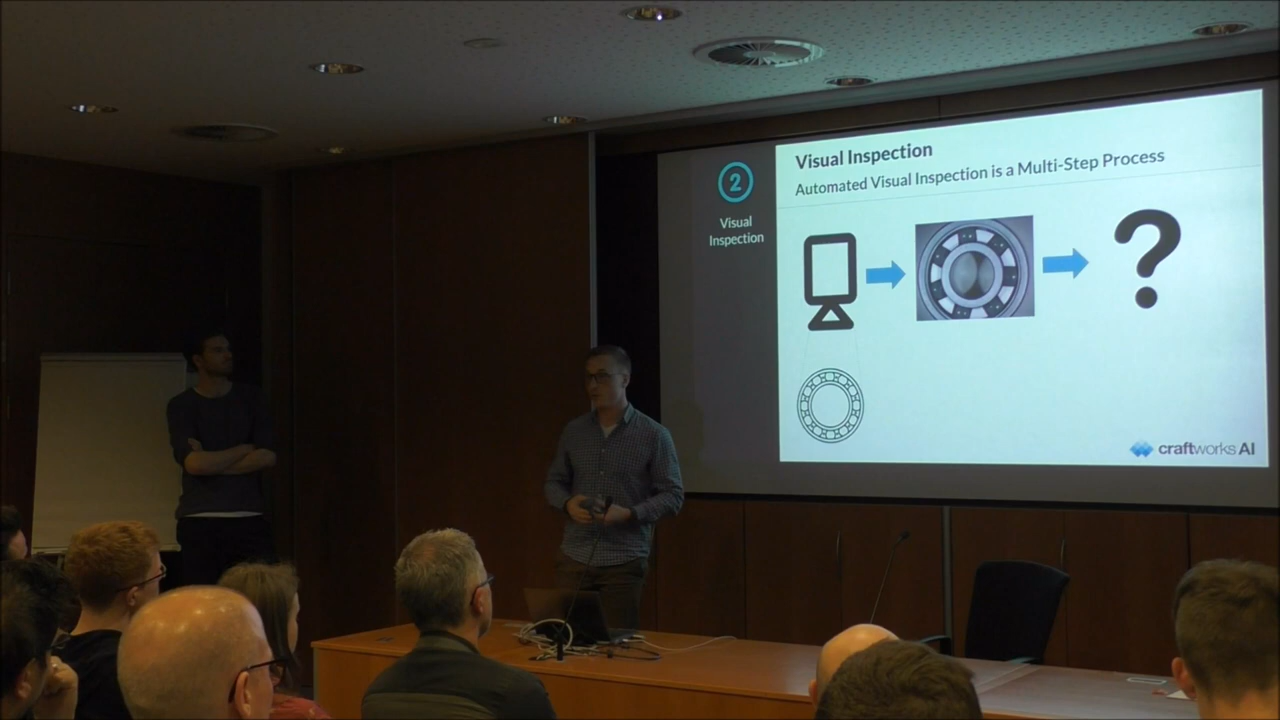 2
Visual
Inspection
Visual Inspection
Automated Visual Inspection is a Multi-Step Process
?
craftworks AI